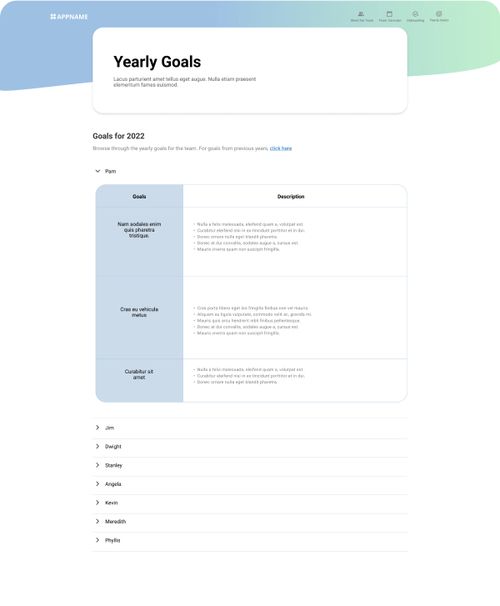 APPNAME
Meet the Team
Team Calendar
Onboarding
Yearly Goals
Yearly Goals
Lacus parturient amet tellus eget augue. Nulla etiam praesent
elementum fames euismod.
Goals for 2022
Browse through the yearly goals for the team. For goals from previous years, click here
Pam
Goals
Description
Nam sodales enim
quis pharetra
tristique.
• Nulla a felis malesuada, eleifend quam a, volutpat est.
• Curabitur eleifend nisi in ex tincidunt porttitor et in dui.
• Donec ornare nulla eget blandit pharetra.
• Donec at dui convallis, sodales augue a, cursus est.
• Mauris viverra quam non suscipit fringilla.
Cras eu vehicula
metus
• Cras porta libero eget leo fringilla finibus non vel mauris.
• Aliquam eu ligula vulputate, commodo velit at, gravida mi.
• Mauris quis arcu hendrerit nibh finibus pellentesque.
• Donec at dui convallis, sodales augue a, cursus est.
• Mauris viverra quam non suscipit fringilla.
Curabitur sit
amet
• Nulla a felis malesuada, eleifend quam a, volutpat est.
• Curabitur eleifend nisi in ex tincidunt porttitor et in dui.
• Donec ornare nulla eget blandit pharetra.
Jim
Dwight
Stanley
Angela
Kevin
Meredith
Phyllis